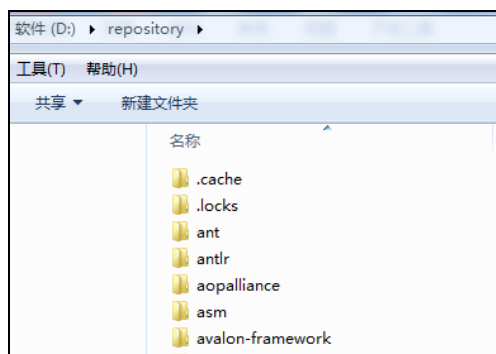 软件 (D:) ▶ repository ▶
工具(T) 帮助(H)
共享 ▼ 新建文件夹
名称
.cache
.locks
ant
antlr
aopalliance
asm
avalon-framework